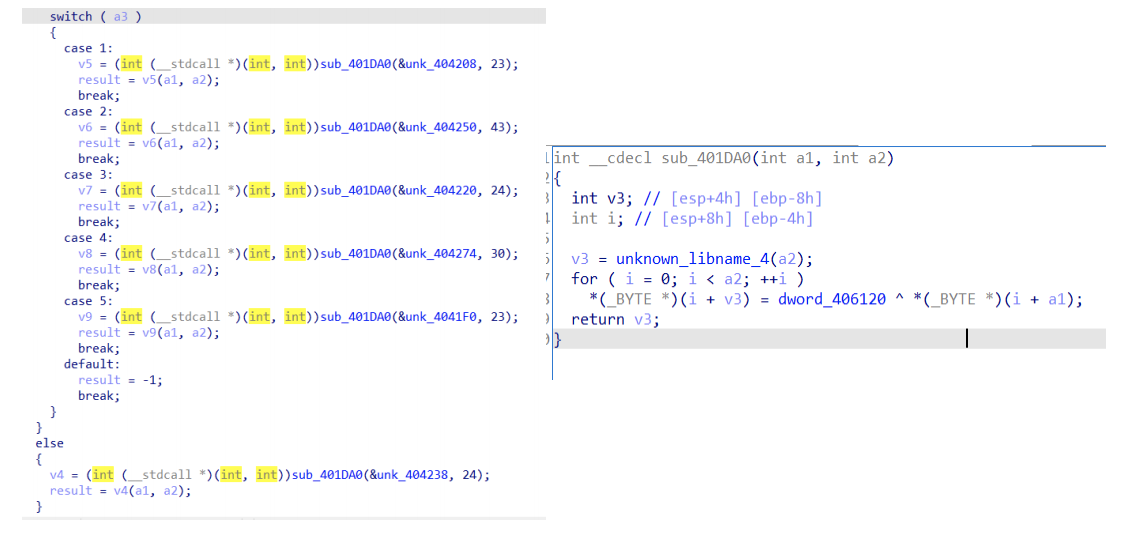 switch ( a3 )
{
case 1:
v5 = (int (__stdcall *)(int, int))sub_401DA0(&unk_404208, 23);
result = v5(a1, a2);
break;
case 2:
v6 = (int (__stdcall *)(int, int))sub_401DA0(&unk_404250, 43);
result = v6(a1, a2);
break;
case 3:
v7 = (int (__stdcall *)(int, int))sub_401DA0(&unk_404220, 24);
result = v7(a1, a2);
break;
case 4:
v8 = (int (__stdcall *)(int, int))sub_401DA0(&unk_404274, 30);
result = v8(a1, a2);
break;
case 5:
v9 = (int (__stdcall *)(int, int))sub_401DA0(&unk_4041F0, 23);
result = v9(a1, a2);
break;
default:
result = -1;
break;
}
}
else
{
v4 = (int (__stdcall *)(int, int))sub_401DA0(&unk_404238, 24);
result = v4(a1, a2);
}
int __cdecl sub_401DA0(int a1, int a2)
{
int v3; // [esp+4h] [ebp-8h]
int i; // [esp+8h] [ebp-4h]
v3 = unknown_libname_4(a2);
for ( i = 0; i < a2; ++i )
*(_BYTE *)(i + v3) = dword_406120 ^ *(_BYTE *)(i + a1);
return v3;
}